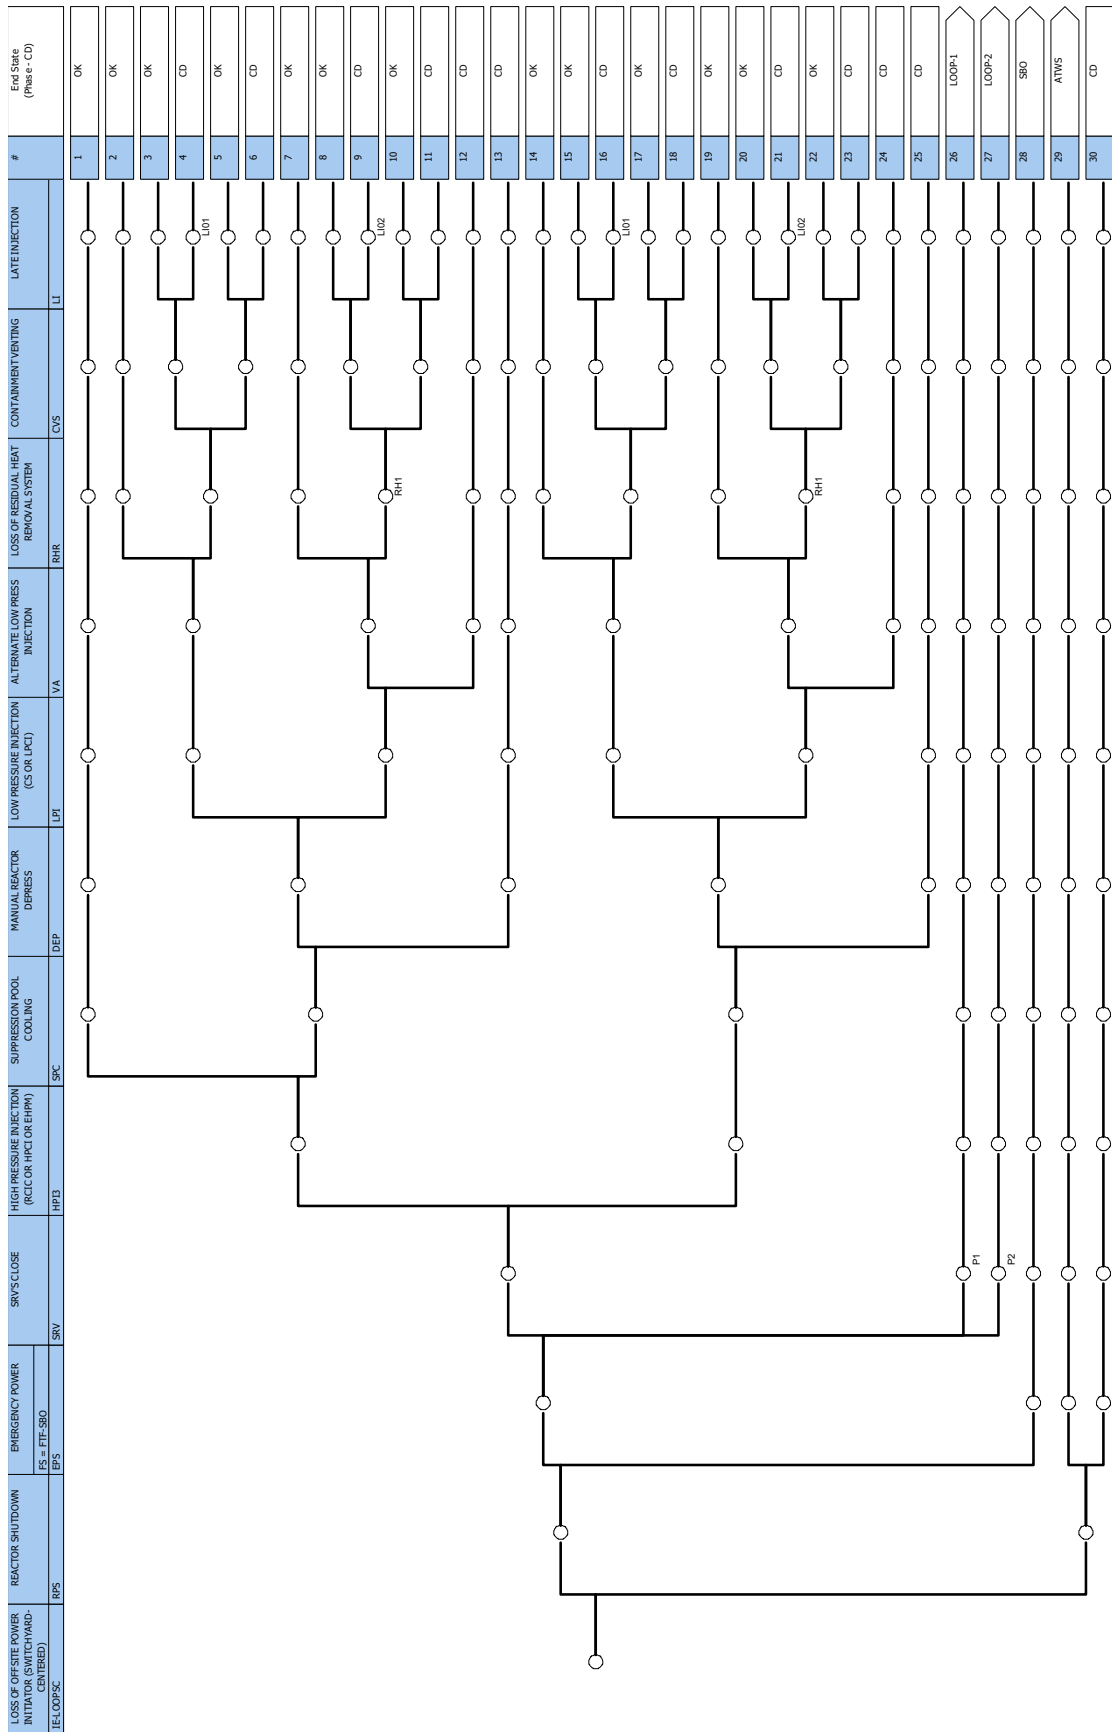 LOSS OF OFFSITE POWER
INITIATOR (SWITCHYARD-
CENTERED)
IE-LOOPSC
REACTOR SHUTDOWN
RPS
EMERGENCY POWER
FS = FTF-SBO
EPS
SRV'S CLOSE
SRV
HIGH PRESSURE INJECTION
(RCIC OR HPCI OR EHPM)
HPI3
SUPPRESSION POOL
COOLING
SPC
MANUAL REACTOR
DEPRESS
DEP
LOW PRESSURE INJECTION
(CS OR LPCI)
LPI
ALTERNATE LOW PRESS
INJECTION
VA
LOSS OF RESIDUAL HEAT
REMOVAL SYSTEM
RHR
CONTAINMENT VENTING
CVS
LATE INJECTION
LI
#
End State
(Phase - CD)
1 OK
2 OK
3 OK
LI01
4 CD
5 OK
6 CD
7 OK
8 OK
LI02
9 CD
RH1
10 OK
11 CD
12 CD
13 CD
14 OK
15 OK
LI01
16 CD
17 OK
18 CD
19 OK
20 OK
LI02
21 CD
RH1
22 OK
23 CD
24 CD
25 CD
P1
26 LOOP-1
P2
27 LOOP-2
28 SBO
29 ATWS
30 CD